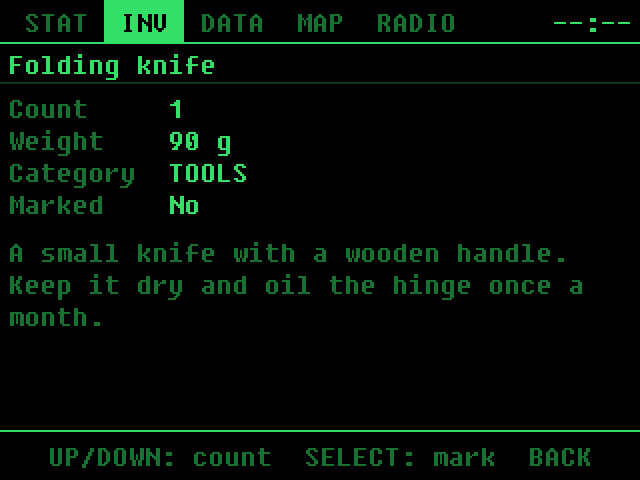 STAT INV DATA MAP RADIO --:--
Folding knife
Count 1
Weight 90 g
Category TOOLS
Marked No
A small knife with a wooden handle.
Keep it dry and oil the hinge once a
month.
UP/DOWN: count SELECT: mark BACK